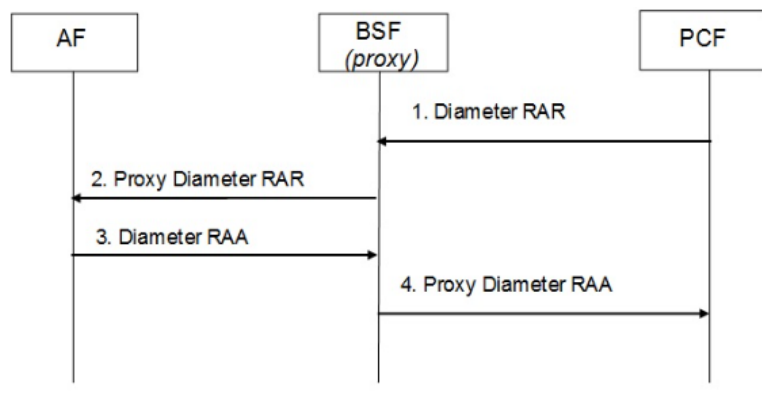 AF
BSF
(proxy)
PCF
1. Diameter RAR
2. Proxy Diameter RAR
3. Diameter RAA
4. Proxy Diameter RAA